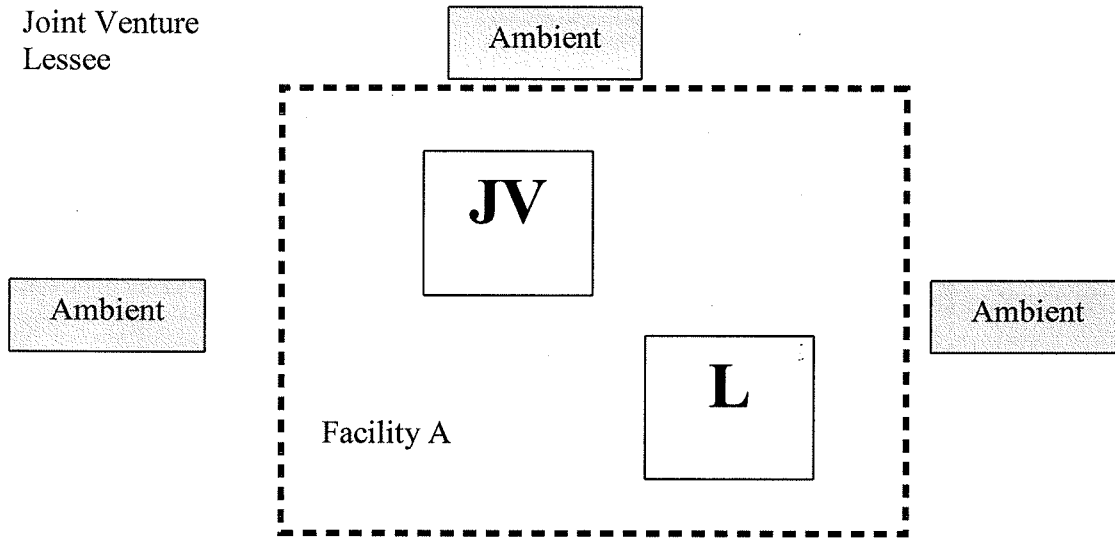 Joint Venture
Lessee
Ambient
JV
Ambient
Ambient
L
Facility A